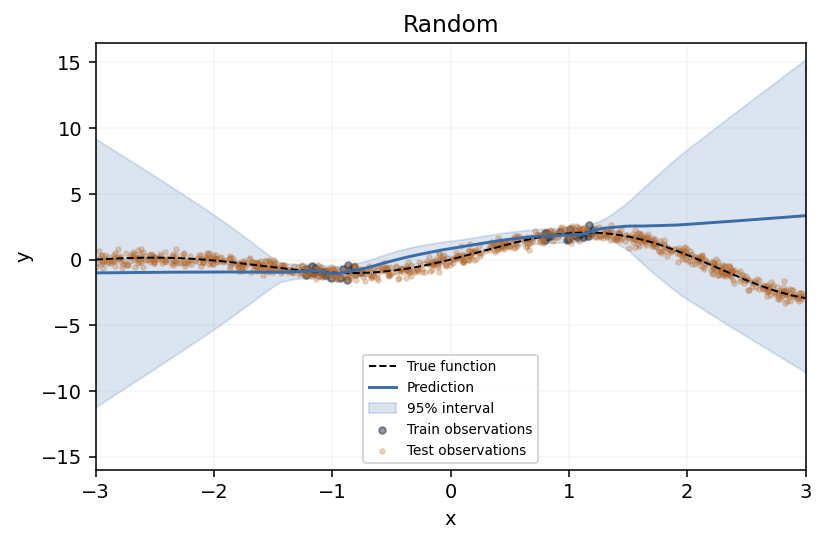 Random
15
10
5
0
−5
−10
−15
y
True function
Prediction
95% interval
Train observations
Test observations
−3 −2 −1 0 1 2 3
x